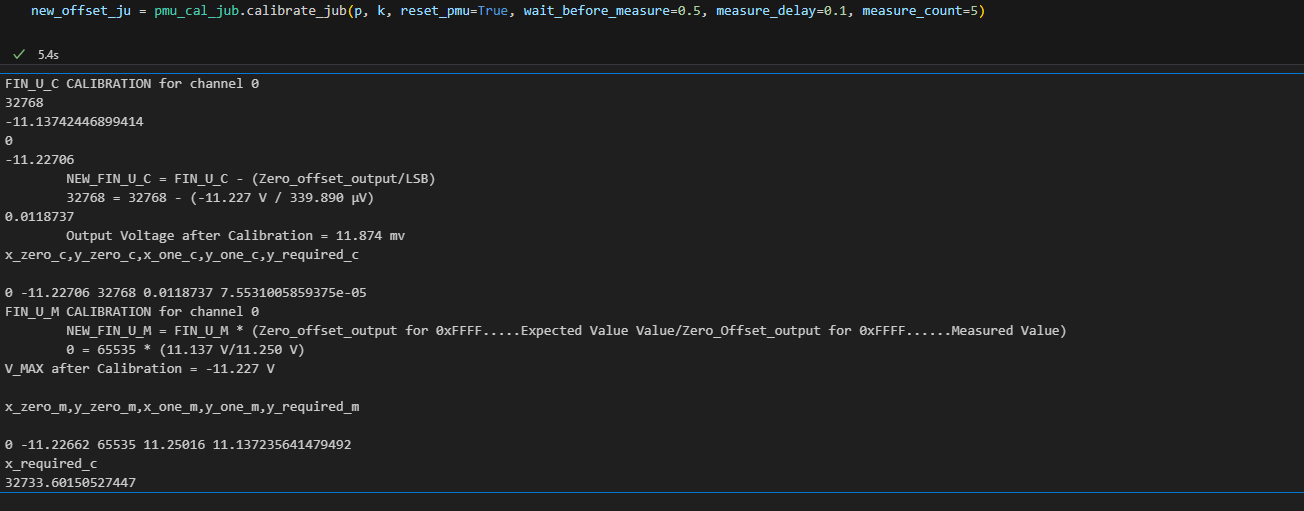 new_offset_ju = pmu_cal_jub.calibrate_jub(p, k, reset_pmu=True, wait_before_measure=0.5, measure_delay=0.1, measure_count=5)
✓ 5.4s
FIN_U_C CALIBRATION for channel 0
32768
-11.13742446899414
0
-11.22706
NEW_FIN_U_C = FIN_U_C - (Zero_offset_output/LSB)
32768 = 32768 - (-11.227 V / 339.890 µV)
0.0118737
Output Voltage after Calibration = 11.874 mv
x_zero_c,y_zero_c,x_one_c,y_one_c,y_required_c
0 -11.22706 32768 0.0118737 7.5531005859375e-05
FIN_U_M CALIBRATION for channel 0
NEW_FIN_U_M = FIN_U_M * (Zero_offset_output for 0xFFFF.....Expected Value Value/Zero_Offset_output for 0xFFFF......Measured Value)
0 = 65535 * (11.137 V/11.250 V)
V_MAX after Calibration = -11.227 V
x_zero_m,y_zero_m,x_one_m,y_one_m,y_required_m
0 -11.22662 65535 11.25016 11.137235641479492
x_required_c
32733.60150527447